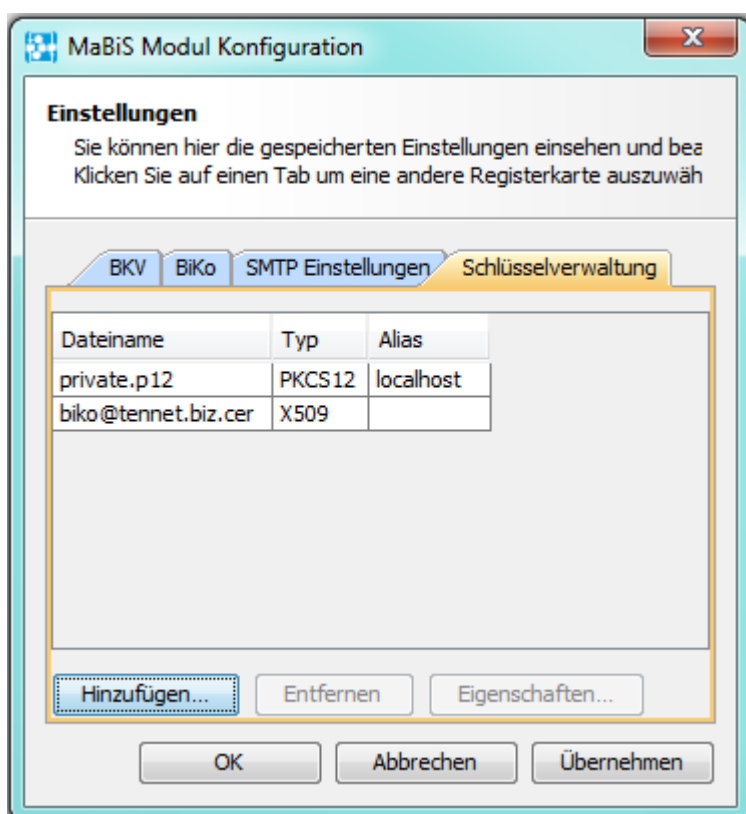 MaBiS Modul Konfiguration
Einstellungen
Sie können hier die gespeicherten Einstellungen einsehen und bea
Klicken Sie auf einen Tab um eine andere Registerkarte auszuwäh
BKV BiKo SMTP Einstellungen Schlüsselverwaltung
Dateiname Typ Alias
private.p12 PKCS12 localhost
biko@tennet.biz.cer X509
Hinzufügen... Entfernen Eigenschaften...
OK Abbrechen Übernehmen